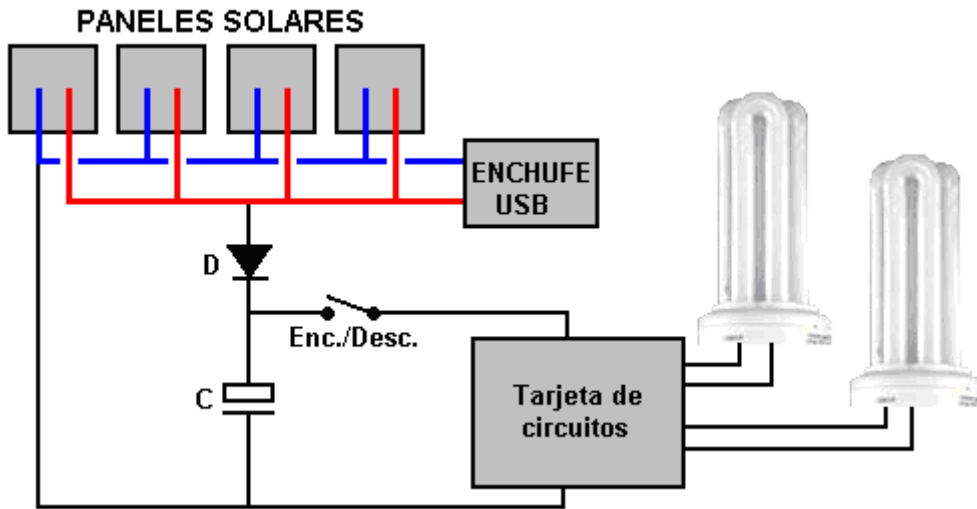 PANELES SOLARES
ENCHUFE
USB
D
Enc./Desc.
C
Tarjeta de
circuitos